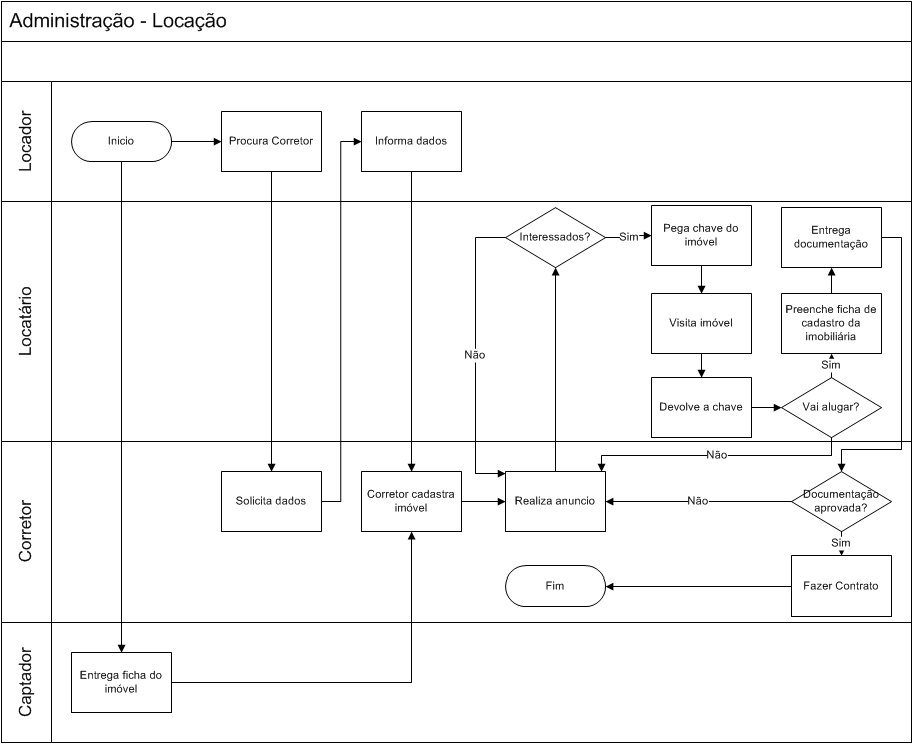 Administração - Locação
Locador
Inicio
Procura Corretor
Informa dados
Locatário
Interessados?
Sim
Pega chave do
imóvel
Entrega
documentação
Visita imóvel
Preenche ficha de
cadastro da
imobiliária
Não
Sim
Devolve a chave
Vai alugar?
Corretor
Não
Solicita dados
Corretor cadastra
imóvel
Realiza anuncio
Não
Documentação
aprovada?
Sim
Fim
Fazer Contrato
Captador
Entrega ficha do
imóvel